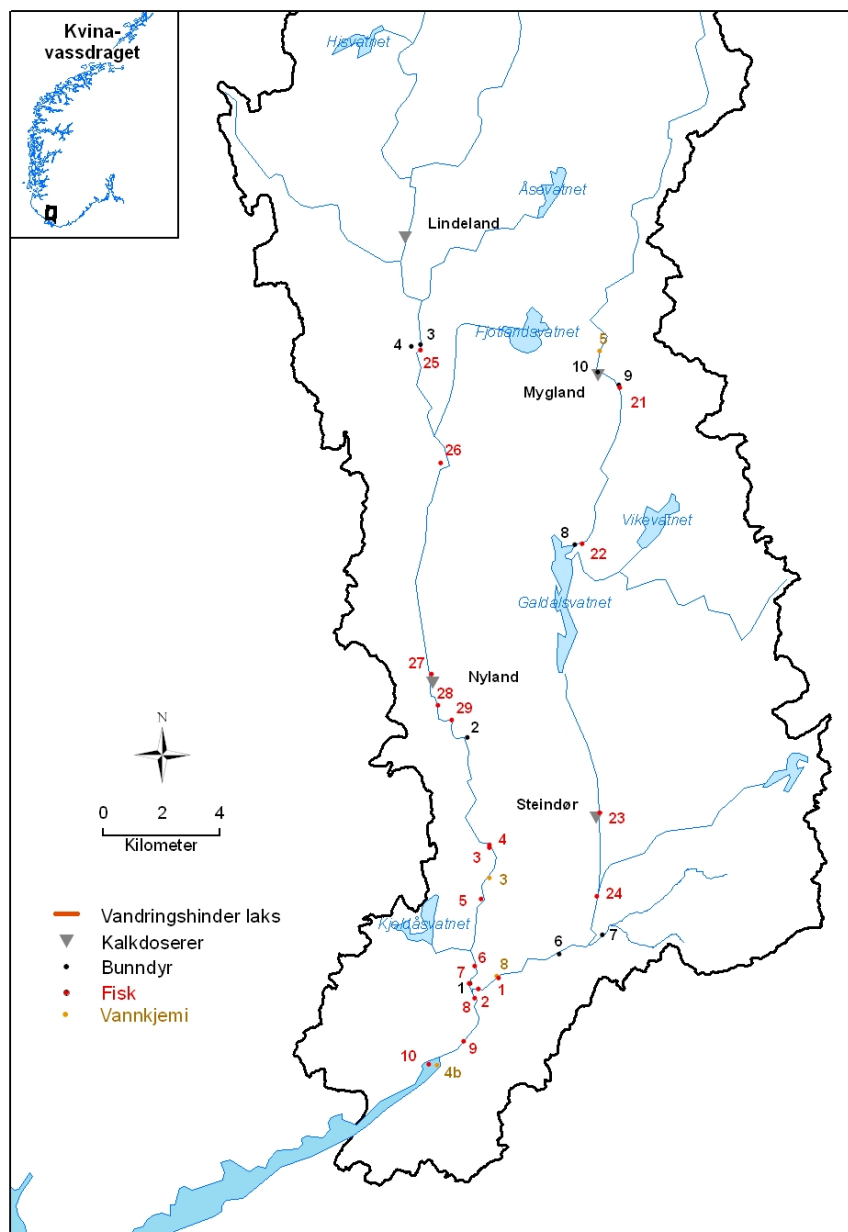 Kvina-
vassdraget
Hisvatnet
Åsevatnet
Lindeland
Fjotlandsvatnet
4
3
25
5
10
9
Mygland
21
26
Vikevatnet
8
22
Galdalsvatnet
27
Nyland
28
29
2
N
0 2 4
Kilometer
Steindør
23
4
3
3
5
24
Vandringshinder laks
Kalkdoserer
Bunndyr
Fisk
Vannkjemi
Kjeldåsvatnet
6
7
6
7
8
1
1
2
8
9
10
4b